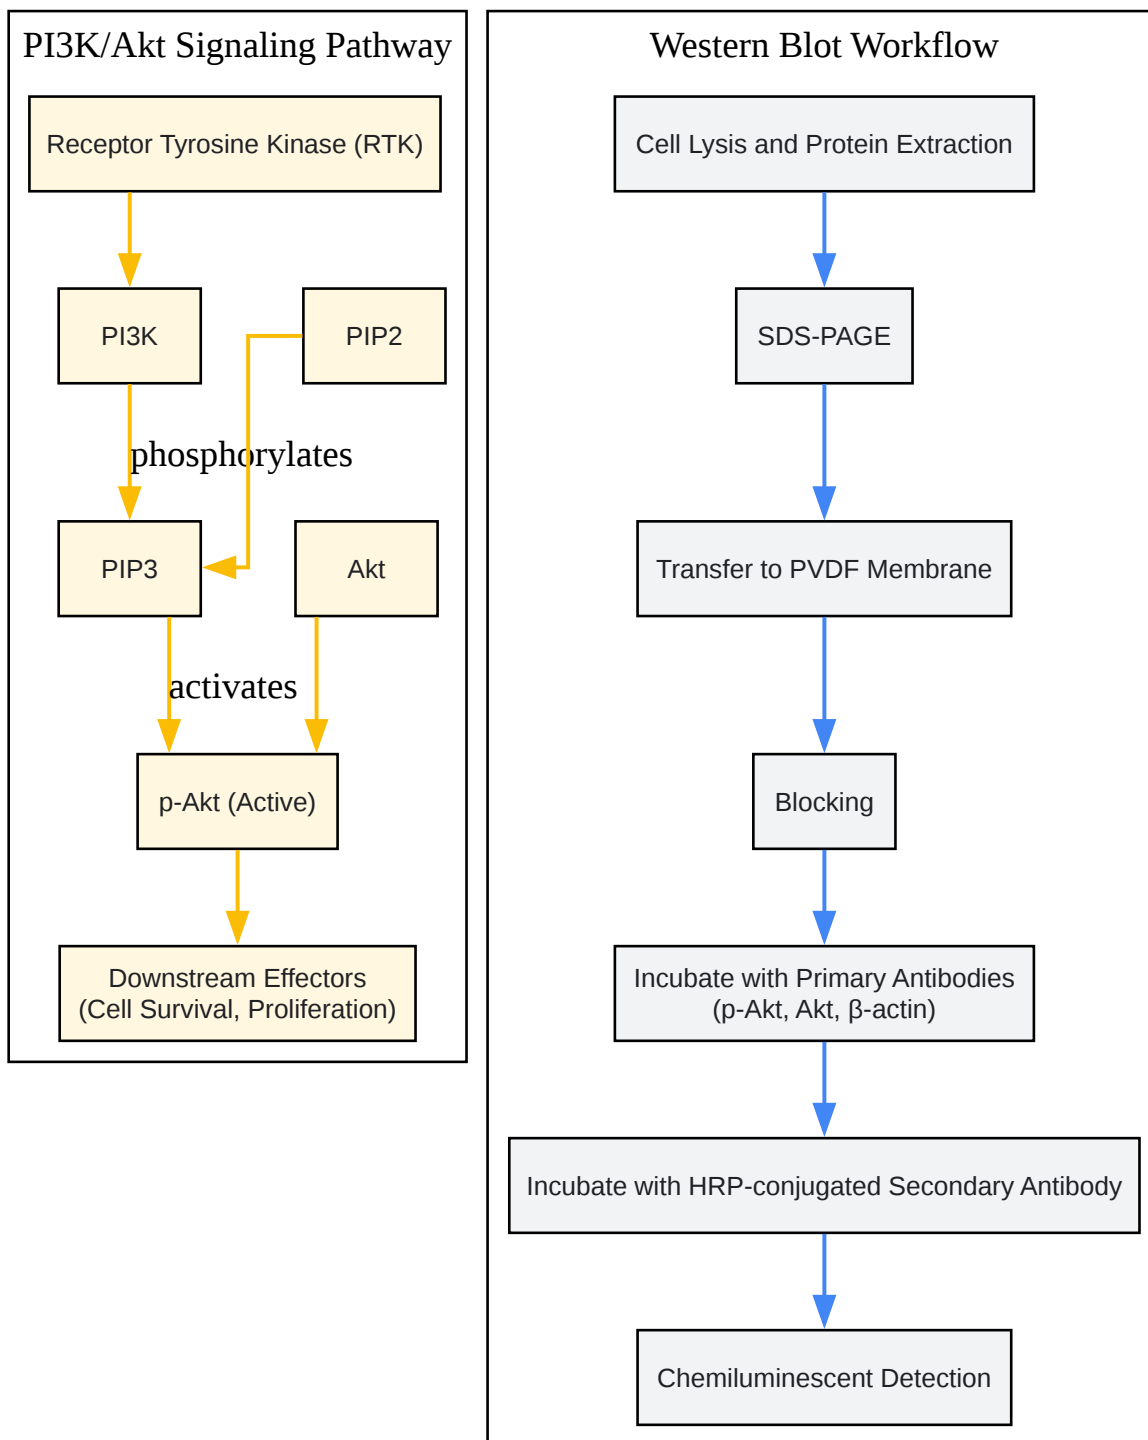 PI3K/Akt Signaling Pathway
Receptor Tyrosine Kinase (RTK)
PI3K
PIP2
phosphorylates
PIP3
Akt
activates
p-Akt (Active)
Downstream Effectors
(Cell Survival, Proliferation)
Western Blot Workflow
Cell Lysis and Protein Extraction
SDS-PAGE
Transfer to PVDF Membrane
Blocking
Incubate with Primary Antibodies
(p-Akt, Akt, β-actin)
Incubate with HRP-conjugated Secondary Antibody
Chemiluminescent Detection